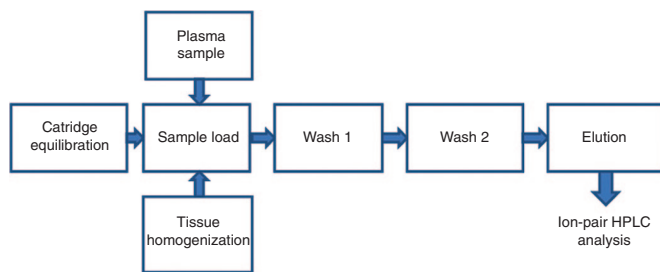 Plasma
sample
Catridge
equilibration
Sample load
Wash 1
Wash 2
Elution
Tissue
homogenization
Ion-pair HPLC
analysis